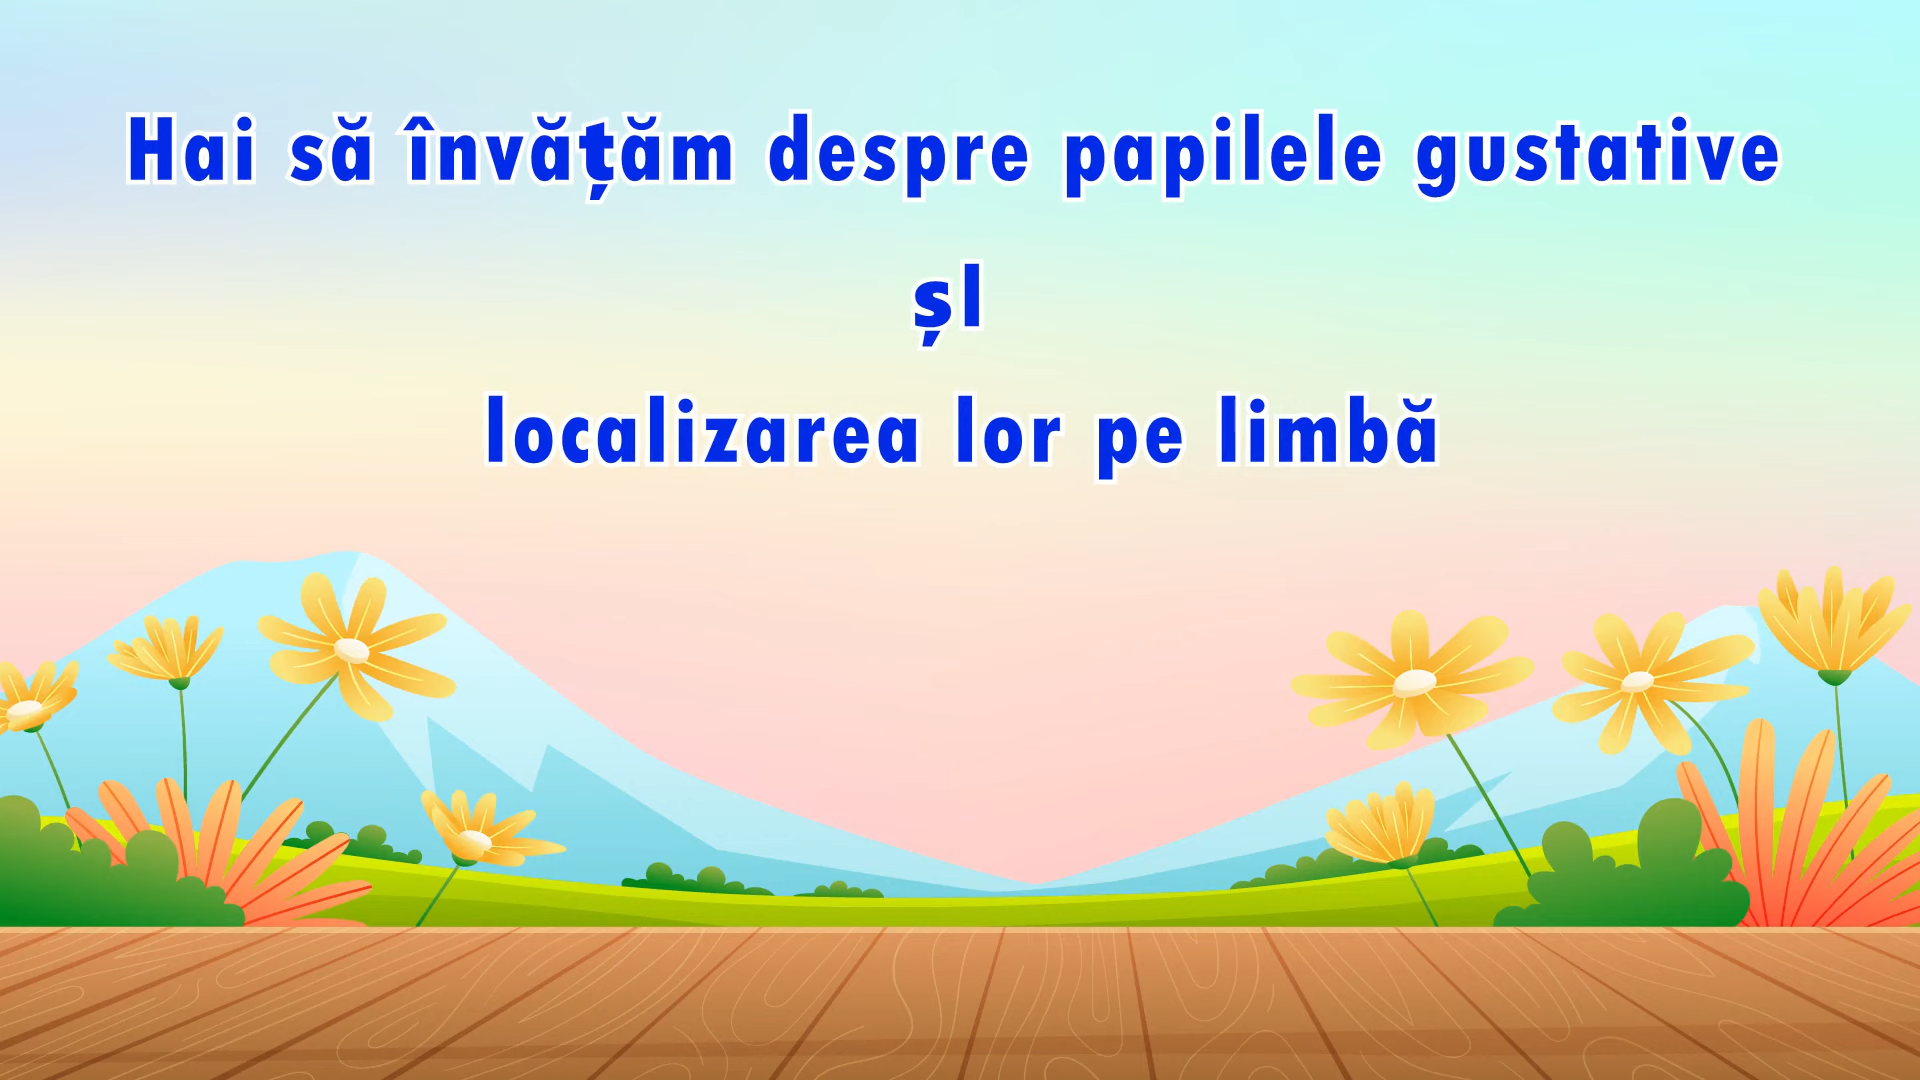 Hai să învățăm despre papilele gustative
șI
localizarea lor pe limbă